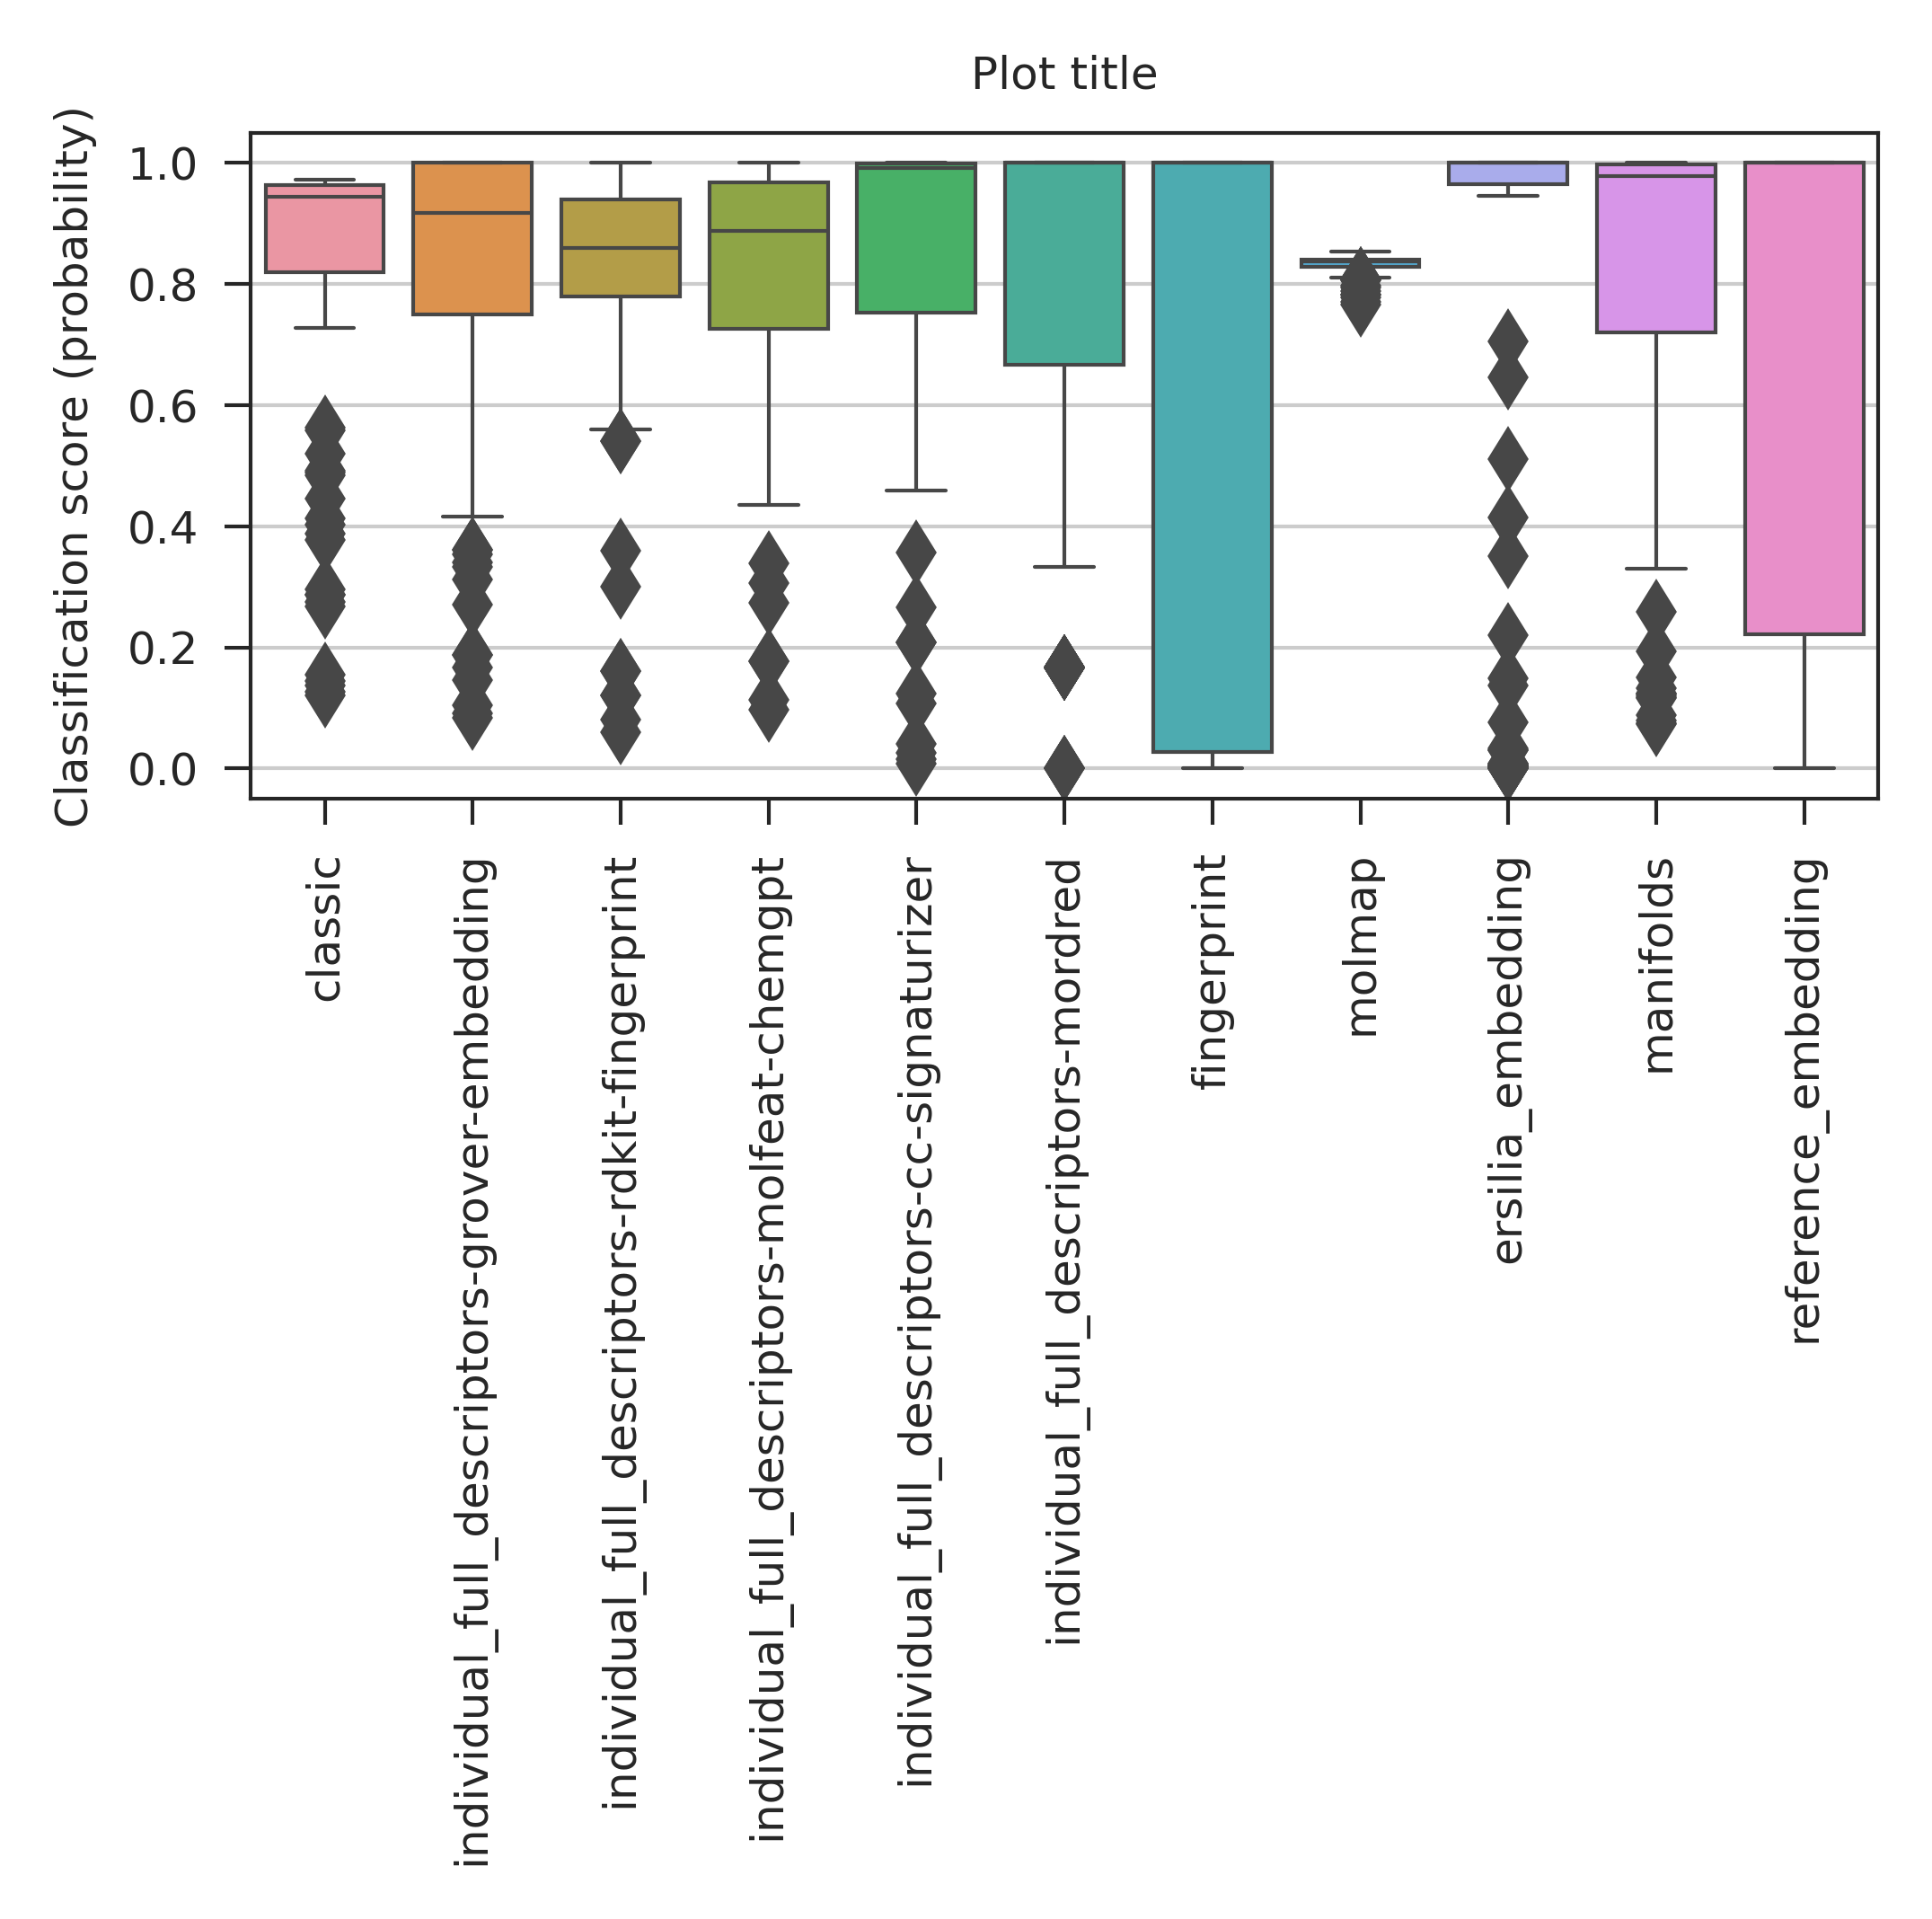 Plot title
Classification score (probability)
1.0
0.8
0.6
0.4
0.2
0.0
classic
individual_full_descriptors-grover-embedding
individual_full_descriptors-rdkit-fingerprint
individual_full_descriptors-molfeat-chemgpt
individual_full_descriptors-cc-signaturizer
individual_full_descriptors-mordred
fingerprint
molmap
ersilia_embedding
manifolds
reference_embedding